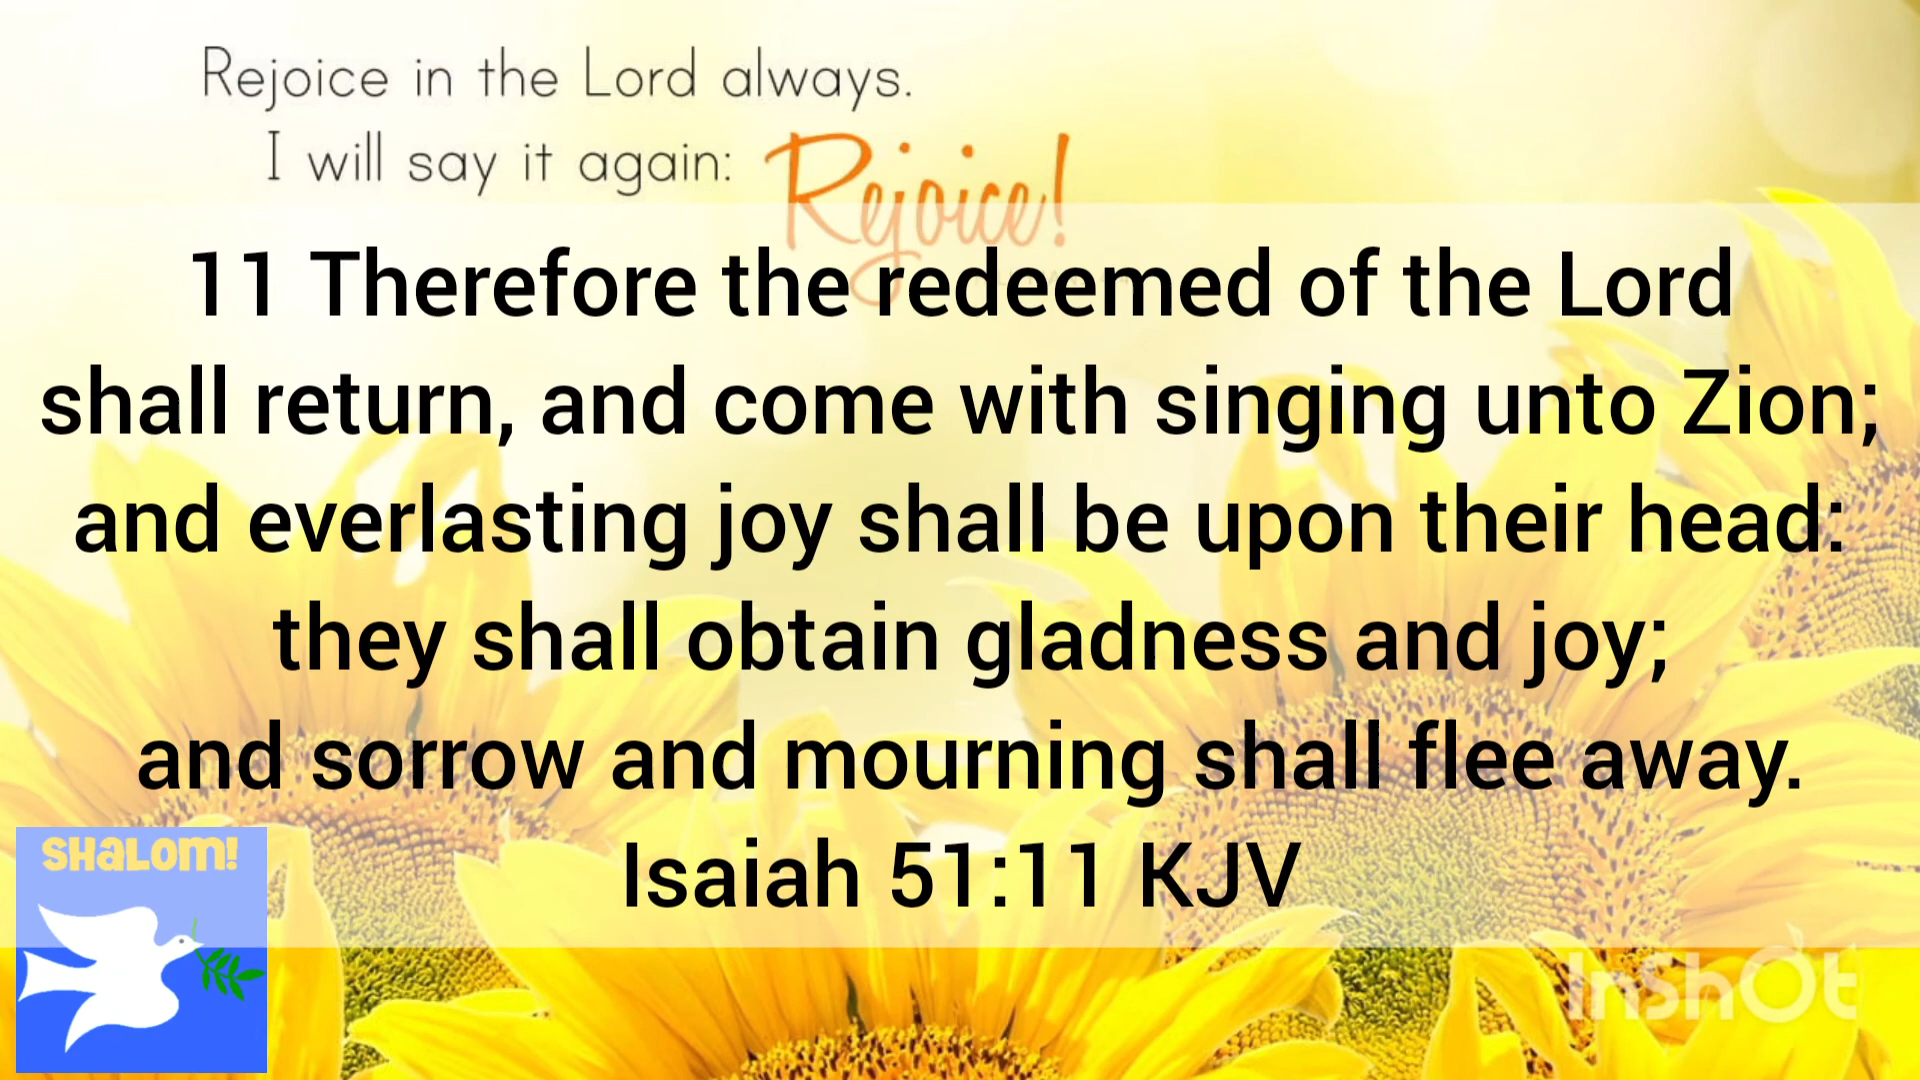 Rejoice in the Lord always.
I will say it again: Rejoice!
11 Therefore the redeemed of the Lord
shall return, and come with singing unto Zion;
and everlasting joy shall be upon their head:
they shall obtain gladness and joy;
and sorrow and mourning shall flee away.
Isaiah 51:11 KJV
SHALOM!
InShOt